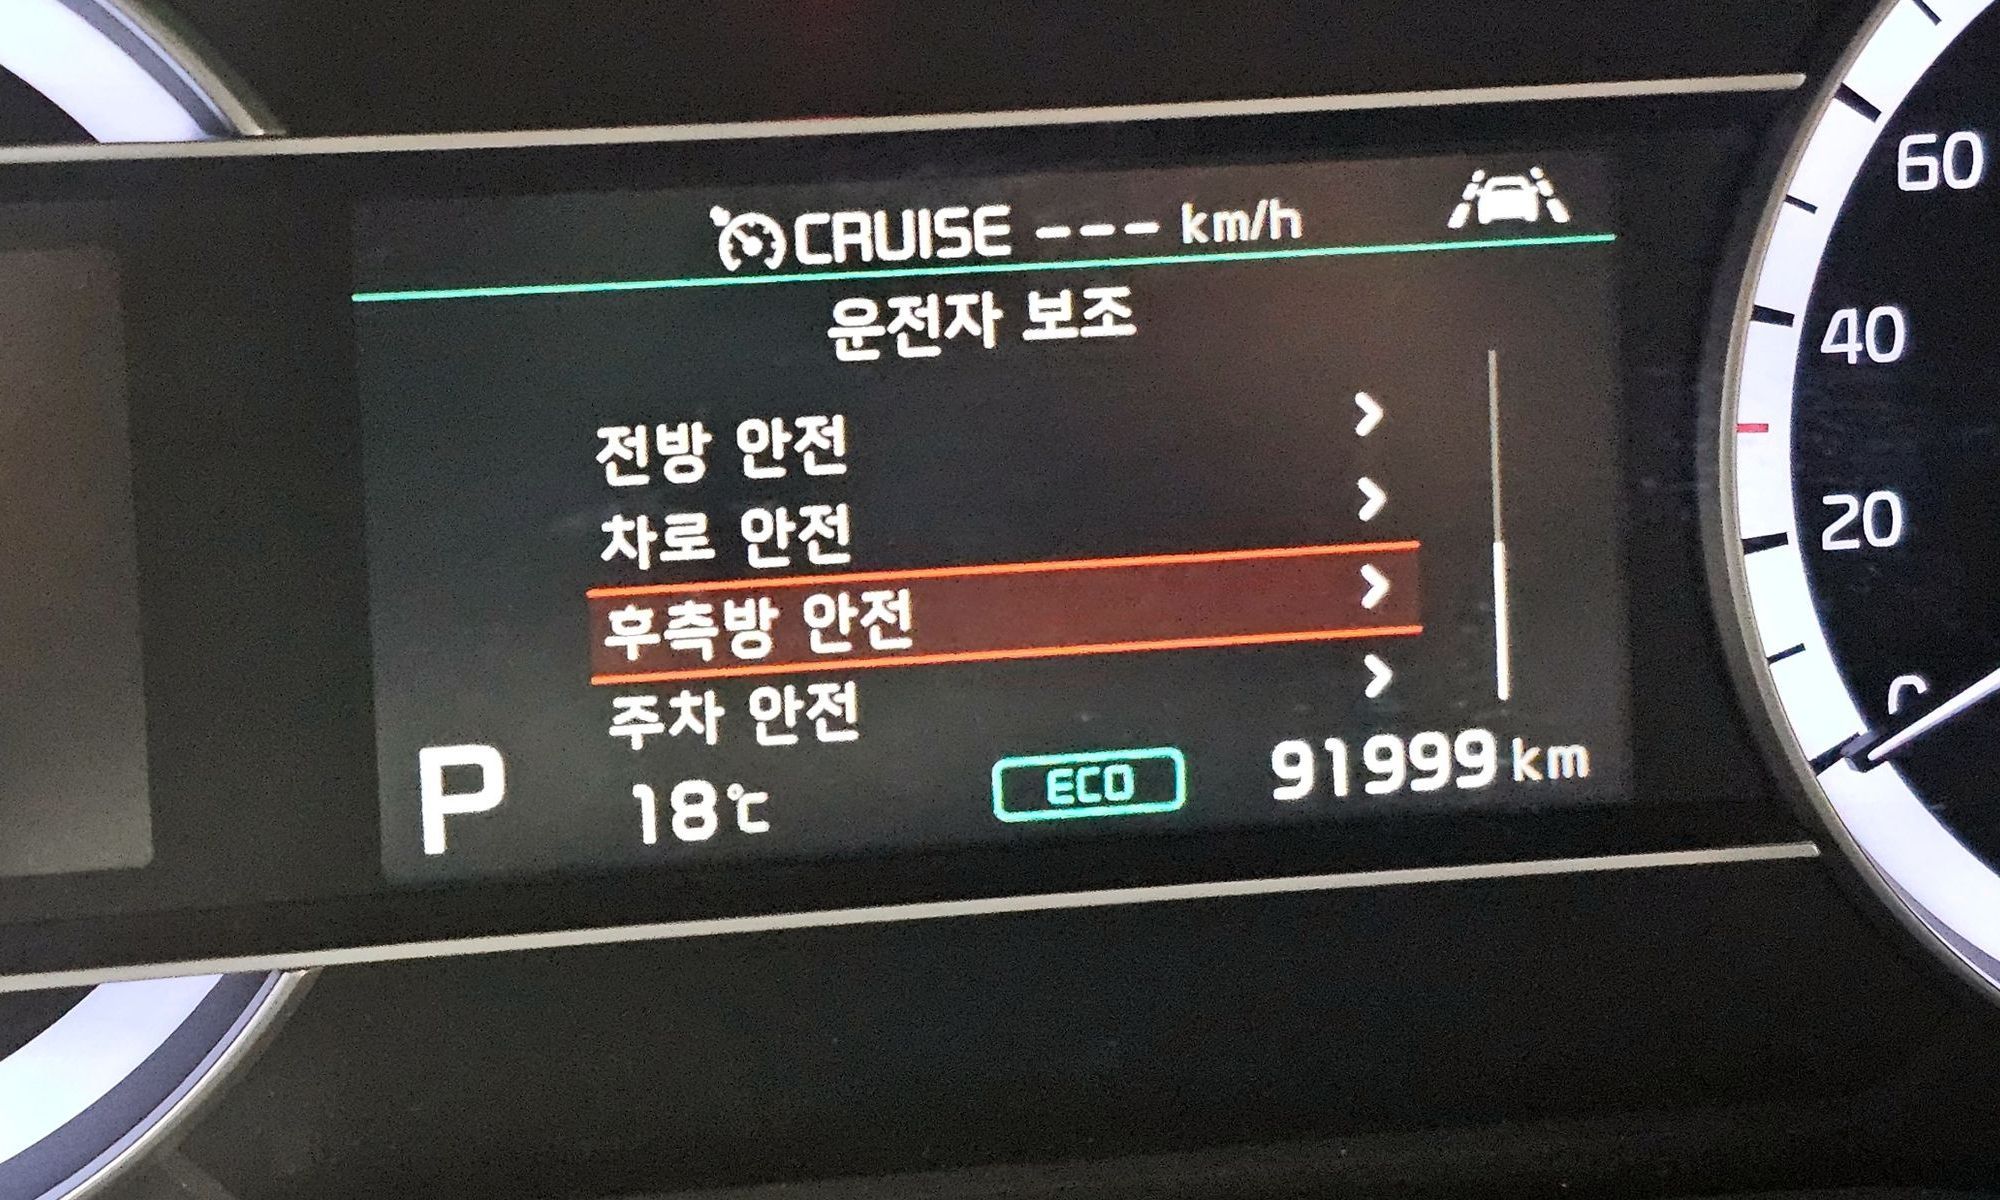 CRUISE --- km/h
운전자 보조
전방 안전
차로 안전
후측방 안전
주차 안전
P
18℃
ECO
91999 km
60
40
20
0